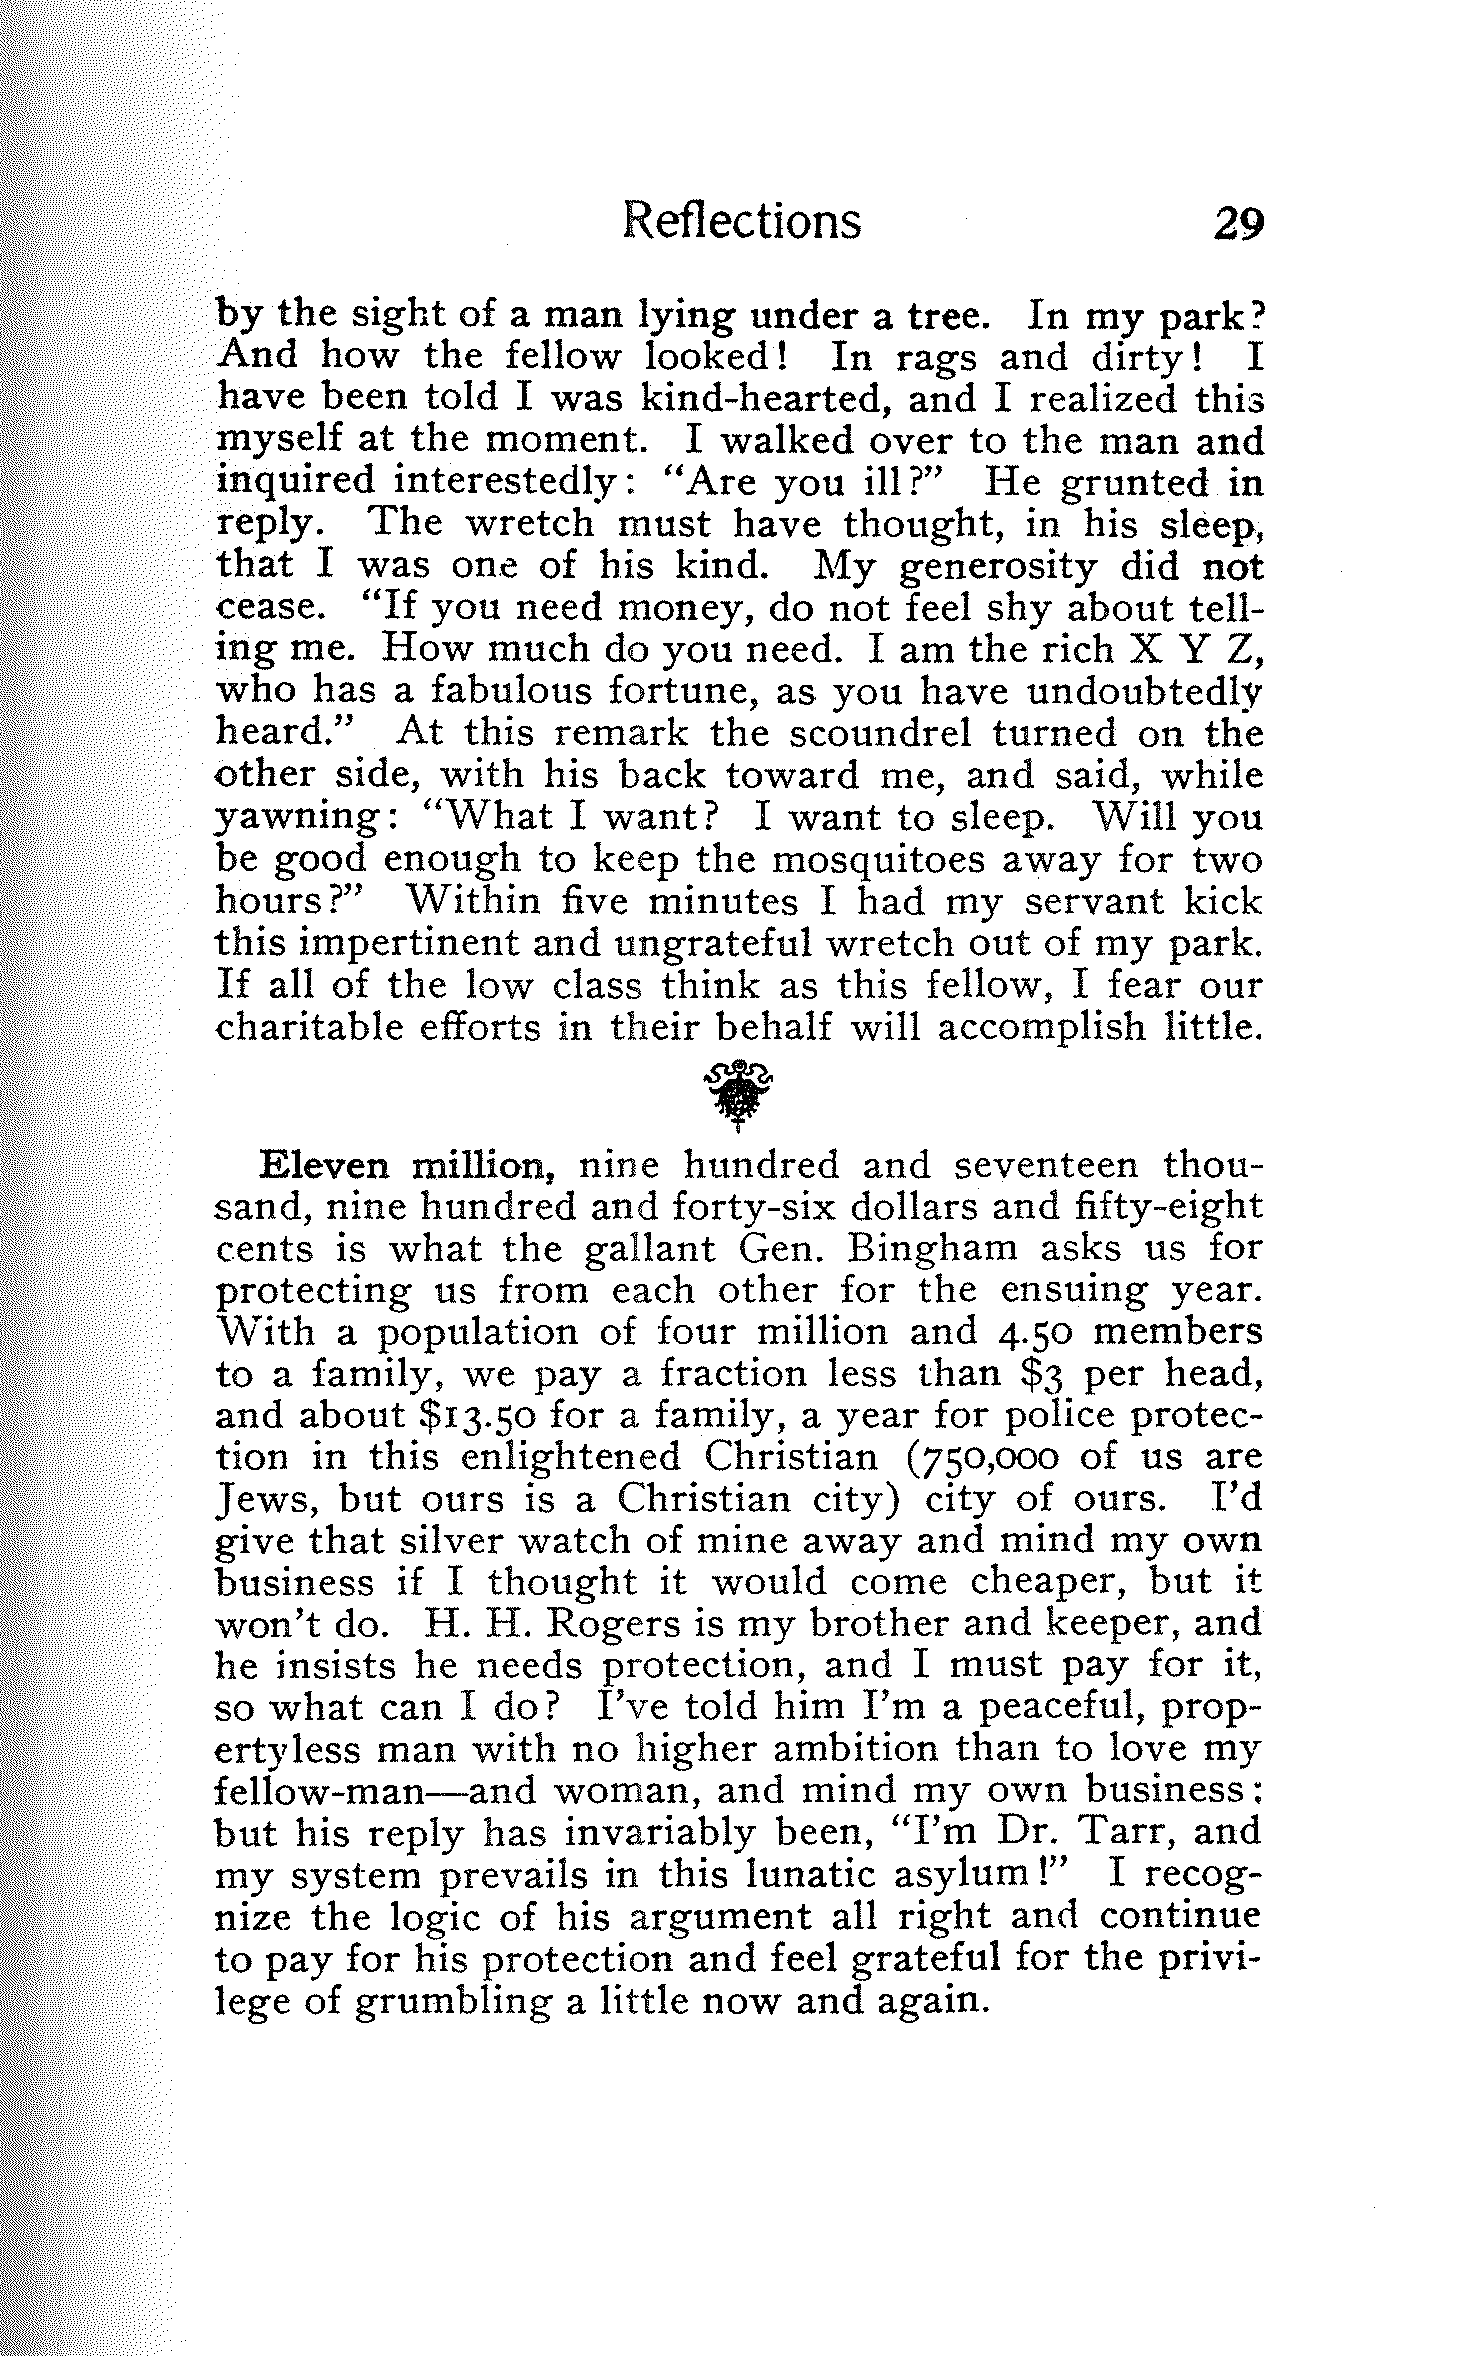 Reflections 29
by the sight of a man lying under a tree. In my park?
And how the fellow looked! In rags and dirty! I
have been told I was kind-hearted, and I realized this
myself at the moment. I walked over to the man and
inquired interestedly: "Are you ill?" He grunted in
reply. The wretch must have thought, in his sleep,
that I was one of his kind. My generosity did not
cease. "If you need money, do not feel shy about tell-
ing me. How much do you need. I am the rich X Y Z,
who has a fabulous fortune, as you have undoubtedly
heard." At this remark the scoundrel turned on the
other side, with his back toward me, and said, while
yawning: "What I want? I want to sleep. Will you
be good enough to keep the mosquitoes away for two
hours?" Within five minutes I had my servant kick
this impertinent and ungrateful wretch out of my park.
If all of the low class think as this fellow, I fear our
charitable efforts in their behalf will accomplish little.
Eleven million, nine hundred and seventeen thou-
sand, nine hundred and forty-six dollars and fifty-eight
cents is what the gallant Gen. Bingham asks us for
protecting us from each other for the ensuing year.
With a population of four million and 4.50 members
to a family, we pay a fraction less than $3 per head,
and about $13.50 for a family, a year for police protec-
tion in this enlightened Christian (750,000 of us are
Jews, but ours is a Christian city) city of ours. I'd
give that silver watch of mine away and mind my own
business if I thought it would come cheaper, but it
won't do. H. H. Rogers is my brother and keeper, and
he insists he needs protection, and I must pay for it,
so what can I do? I've told him I'm a peaceful, prop-
ertyless man with no higher ambition than to love my
fellow-man—and woman, and mind my own business:
but his reply has invariably been, "I'm Dr. Tarr, and
my system prevails in this lunatic asylum!" I recog-
nize the logic of his argument all right and continue
to pay for his protection and feel grateful for the privi-
lege of grumbling a little now and again.